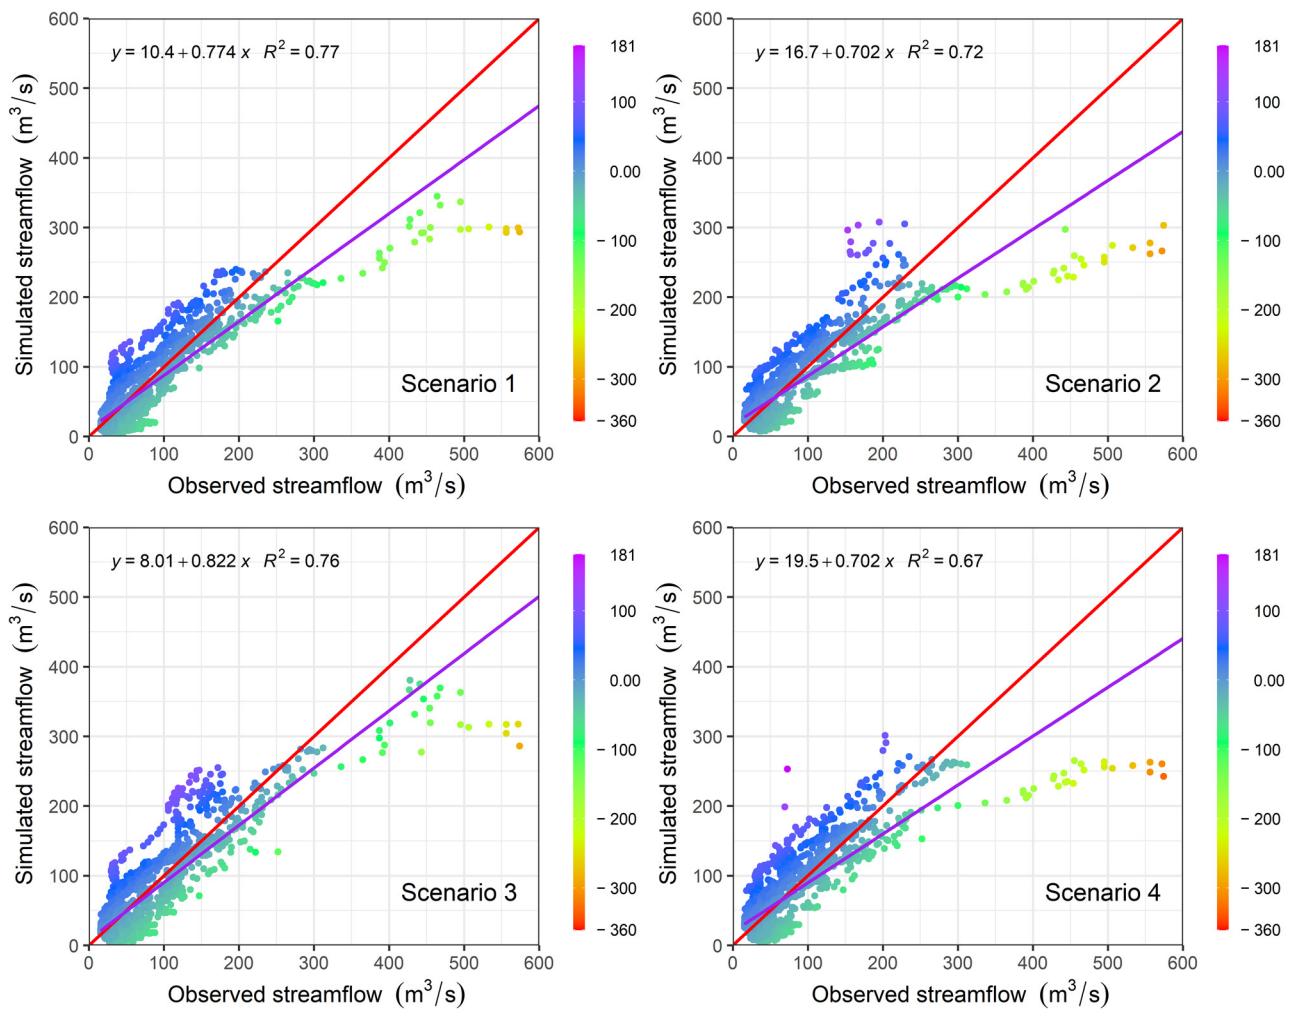 y = 10.4 + 0.774 x R² = 0.77
600
500
400
300
200
100
0
0 100 200 300 400 500 600
Simulated streamflow (m³/s)
Observed streamflow (m³/s)
Scenario 1
181
100
0.00
− 100
− 200
− 300
− 360
y = 16.7 + 0.702 x R² = 0.72
600
500
400
300
200
100
0
0 100 200 300 400 500 600
Simulated streamflow (m³/s)
Observed streamflow (m³/s)
Scenario 2
181
100
0.00
− 100
− 200
− 300
− 360
y = 8.01 + 0.822 x R² = 0.76
600
500
400
300
200
100
0
0 100 200 300 400 500 600
Simulated streamflow (m³/s)
Observed streamflow (m³/s)
Scenario 3
181
100
0.00
− 100
− 200
− 300
− 360
y = 19.5 + 0.702 x R² = 0.67
600
500
400
300
200
100
0
0 100 200 300 400 500 600
Simulated streamflow (m³/s)
Observed streamflow (m³/s)
Scenario 4
181
100
0.00
− 100
− 200
− 300
− 360